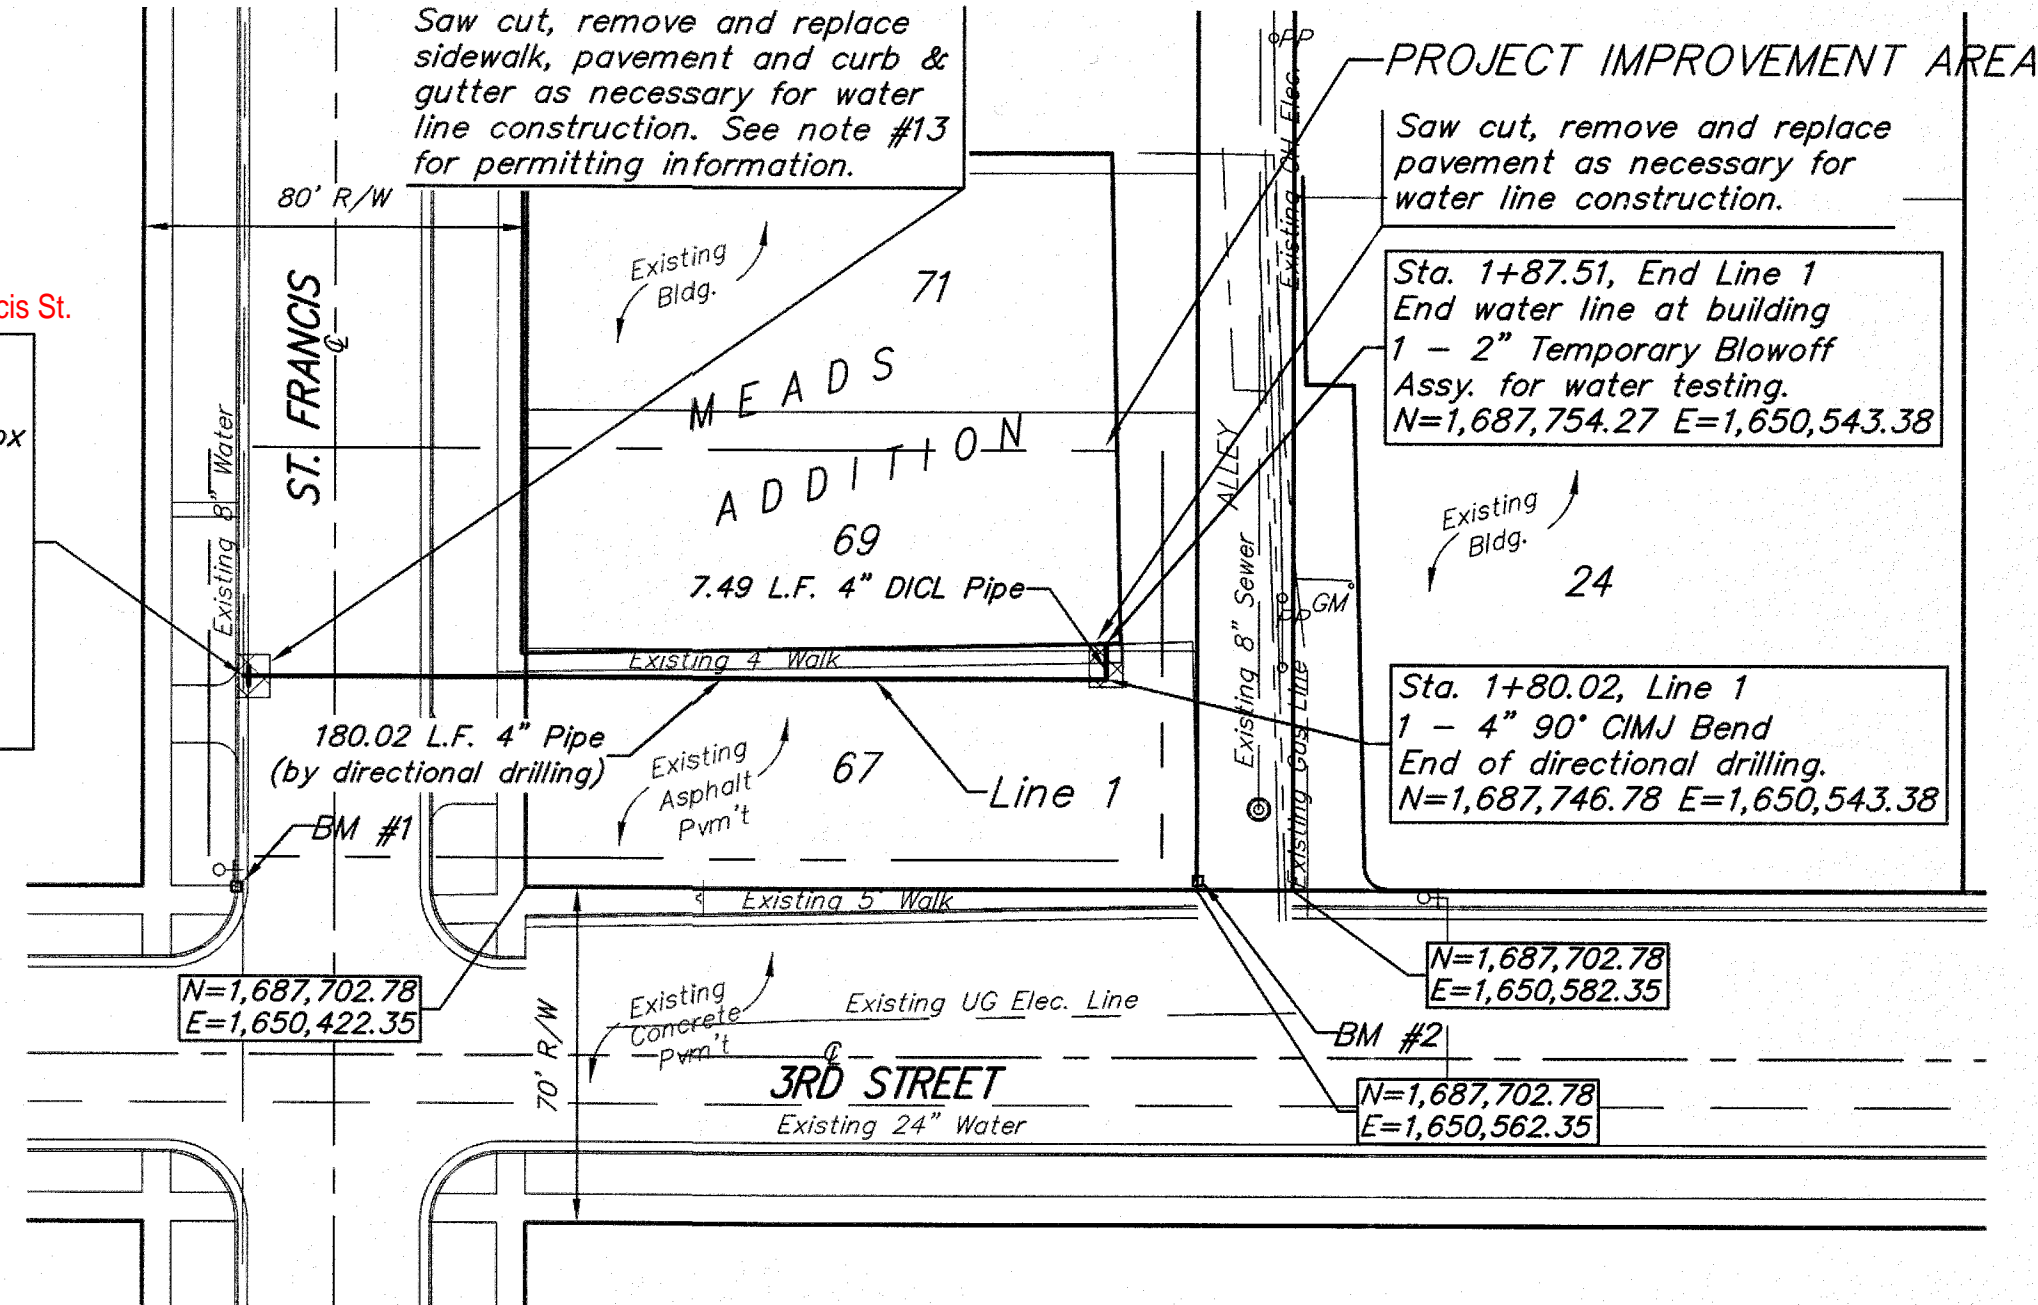 Saw cut, remove and replace
sidewalk, pavement and curb &
gutter as necessary for water
line construction. See note #13
for permitting information.
PP
PROJECT IMPROVEMENT AREA
Saw cut, remove and replace
pavement as necessary for
water line construction.
80' R/W
Existing
Bldg.
71
Existing OH Elec.
Sta. 1+87.51, End Line 1
End water line at building
1 - 2" Temporary Blowoff
Assy. for water testing.
N=1,687,754.27 E=1,650,543.38
cis St.
ox
ST. FRANCIS
℄
Existing 8" Water
MEADS
ADDITION
69
7.49 L.F. 4" DICL Pipe
ALLEY
Existing 8" Sewer
Existing Gas Line
PP
GM
Existing
Bldg.
24
Existing 4' Walk
Sta. 1+80.02, Line 1
1 - 4" 90° CIMJ Bend
End of directional drilling.
N=1,687,746.78 E=1,650,543.38
180.02 L.F. 4" Pipe
(by directional drilling)
Existing
Asphalt
Pvm't
67
Line 1
BM #1
Existing 5' Walk
N=1,687,702.78
E=1,650,422.35
N=1,687,702.78
E=1,650,582.35
70' R/W
Existing
Concrete
Pvm't
Existing UG Elec. Line
BM #2
℄
3RD STREET
Existing 24" Water
N=1,687,702.78
E=1,650,562.35